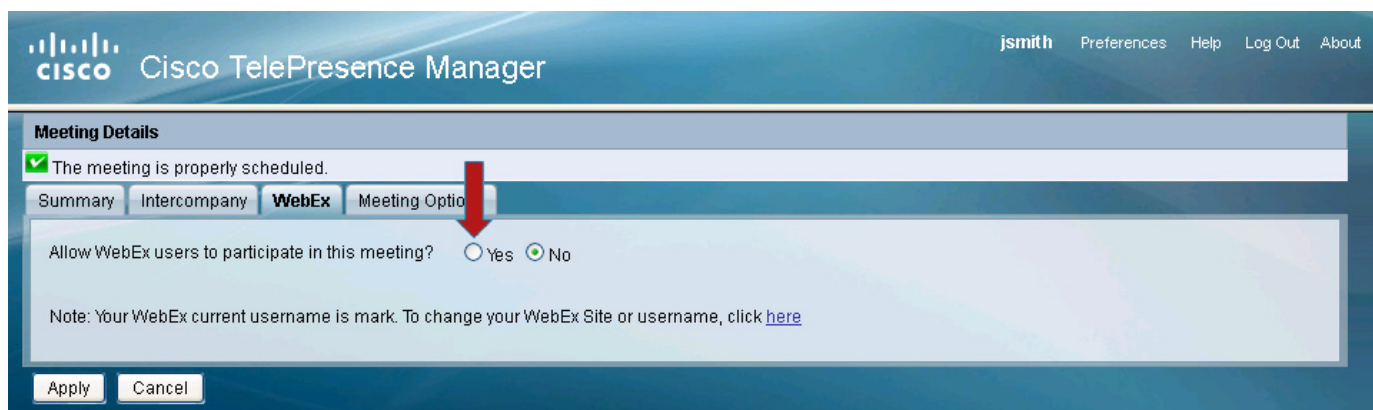 jsmith Preferences Help Log Out About
CISCO Cisco TelePresence Manager
Meeting Details
The meeting is properly scheduled.
Summary Intercompany WebEx Meeting Optio
Allow WebEx users to participate in this meeting? Yes No
Note: Your WebEx current username is mark. To change your WebEx Site or username, click here
Apply Cancel